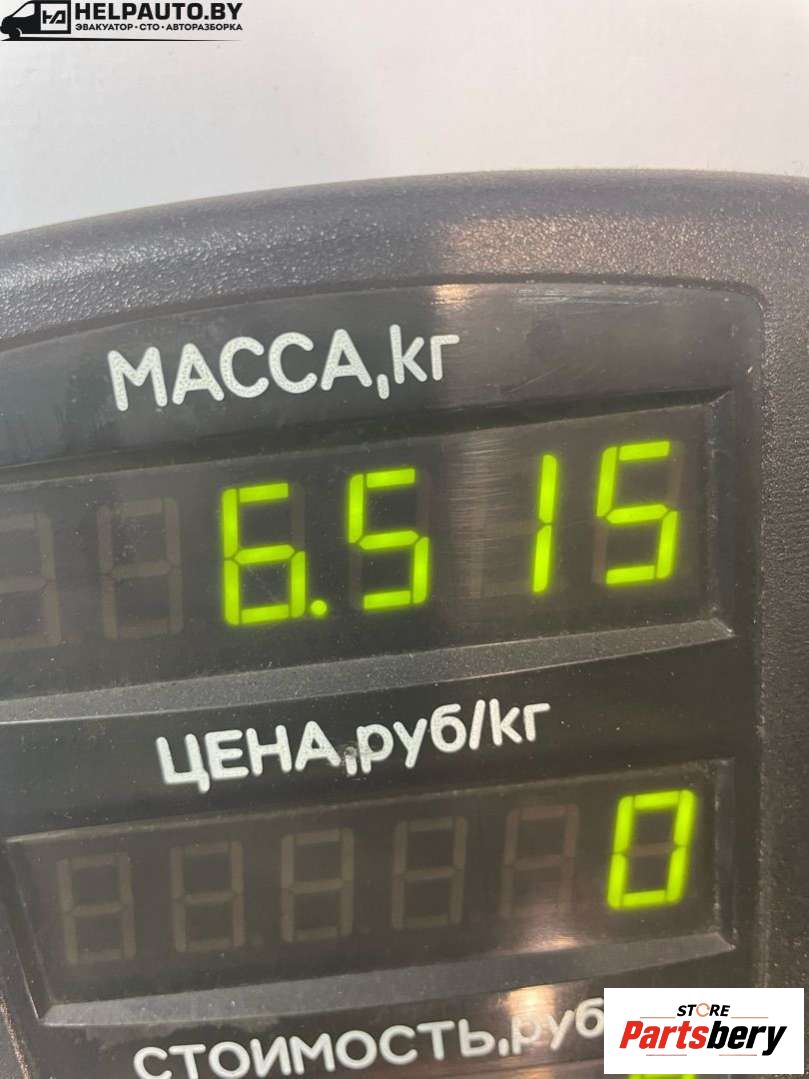 HELPAUTO.BY
ЭВАКУАТОР • СТО • АВТОРАЗБОРКА
МАССА,кг
6.515
ЦЕНА,руб/кг
0
СТОИМОСТЬ,руб
STORE
Partsbery